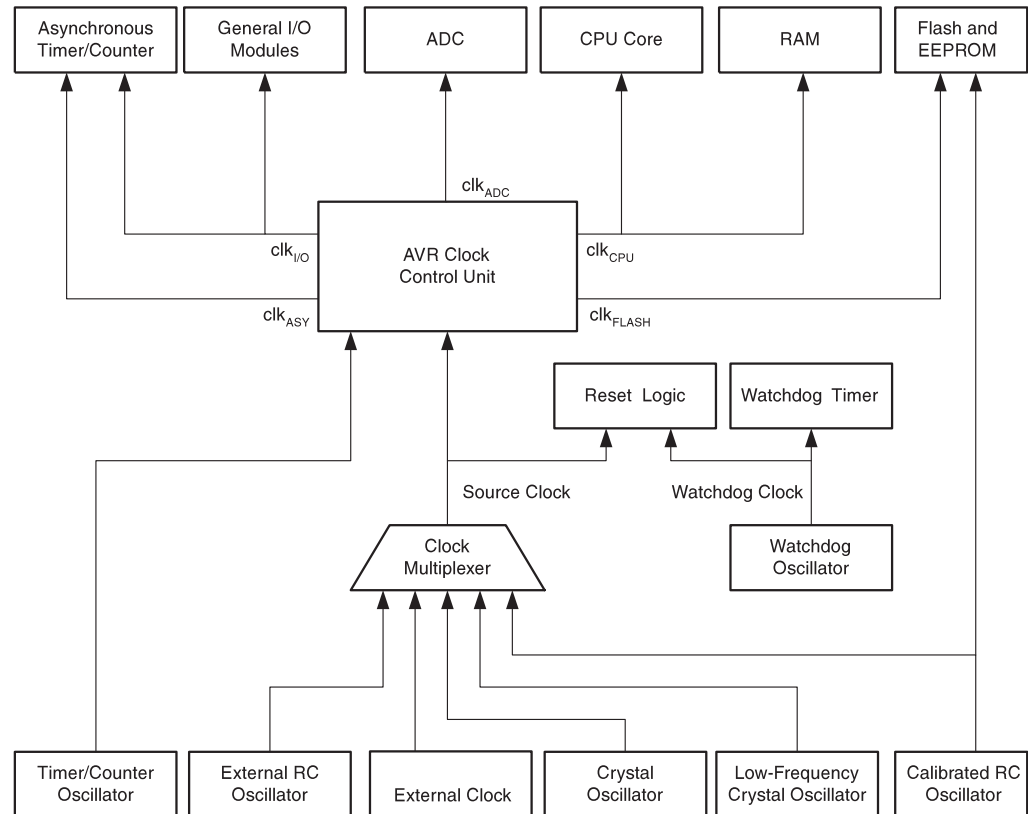 Asynchronous
Timer/Counter
General I/O
Modules
ADC
CPU Core
RAM
Flash and
EEPROM
clkADC
clkI/O
AVR Clock
Control Unit
clkCPU
clkASY
clkFLASH
Reset Logic
Watchdog Timer
Source Clock
Watchdog Clock
Clock
Multiplexer
Watchdog
Oscillator
Timer/Counter
Oscillator
External RC
Oscillator
External Clock
Crystal
Oscillator
Low-Frequency
Crystal Oscillator
Calibrated RC
Oscillator